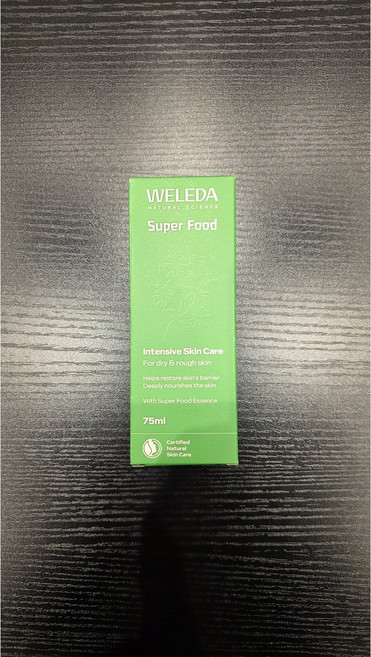 WELEDA
NATURAL SCIENCE
Super Food
Intensive Skin Care
For dry & rough skin
Helps restore skin's barrier
Deeply nourishes the skin
With Super Food Essence
75ml
Certified
Natural
Skin Care